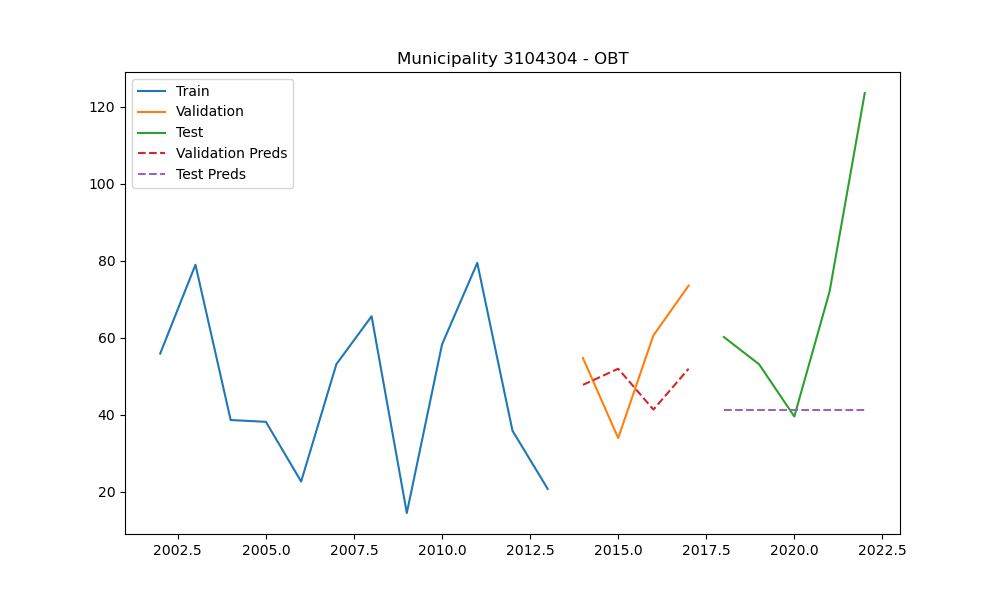 Municipality 3104304 - OBT
Train
Validation
Test
Validation Preds
Test Preds
120
100
80
60
40
20
2002.5 2005.0 2007.5 2010.0 2012.5 2015.0 2017.5 2020.0 2022.5